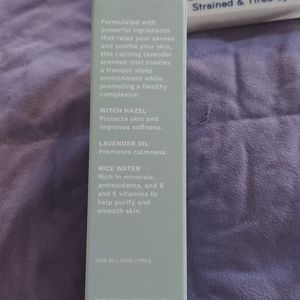 Strained & Tired
Formulated with
powerful ingredients
that relax your senses
and soothe your skin,
this calming lavender
scented mist creates
a tranquil sleep
environment while
promoting a healthy
complexion.
WITCH HAZEL
Protects skin and
improves softness.
LAVENDER OIL
Promotes calmness.
RICE WATER
Rich in minerals,
antioxidants, and B
and E vitamins to
help purify and
smooth skin.
FOR ALL SKIN TYPES